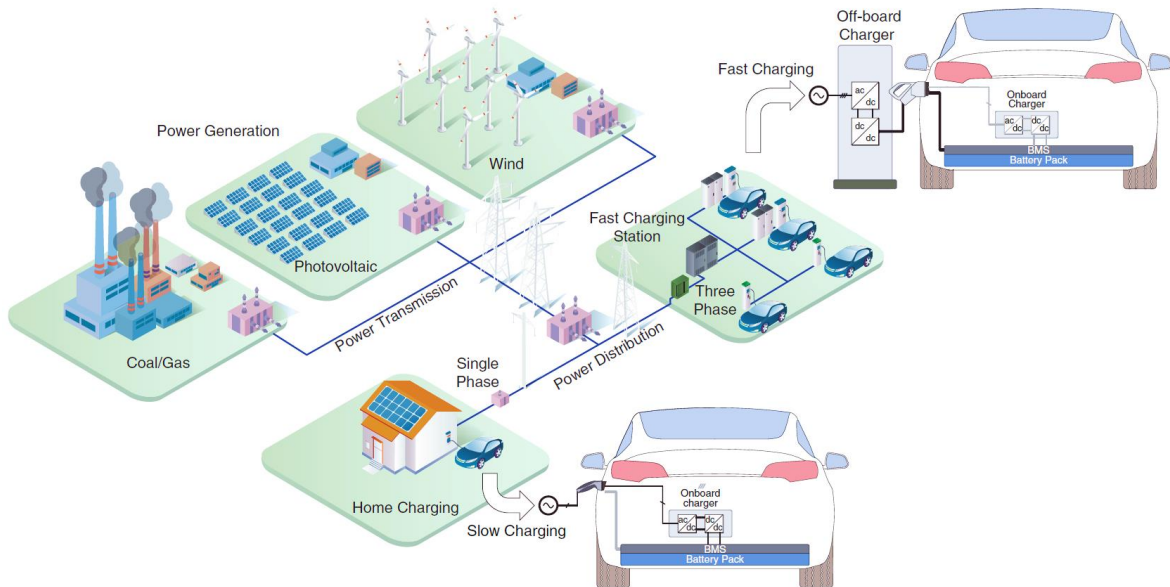 Off-board
Charger
Fast Charging
ac
dc
dc
dc
Onboard
Charger
ac
dc
dc
dc
BMS
Battery Pack
Power Generation
Wind
Photovoltaic
Coal/Gas
Power Transmission
Fast Charging
Station
Three
Phase
Power Distribution
Single
Phase
Home Charging
Slow Charging
Onboard
charger
ac
dc
dc
dc
BMS
Battery Pack